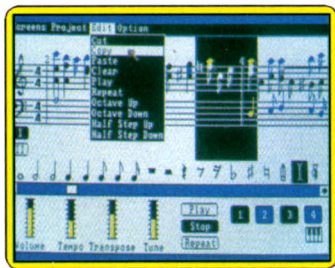 creens Project Edit Option
Cut
Copy
Paste
Clear
Play
Repeat
Octave Up
Octave Down
Half Step Up
Half Step Down
Play
Stop
Repeat
1 2 3 4
Volume Tempo Transpose Tune